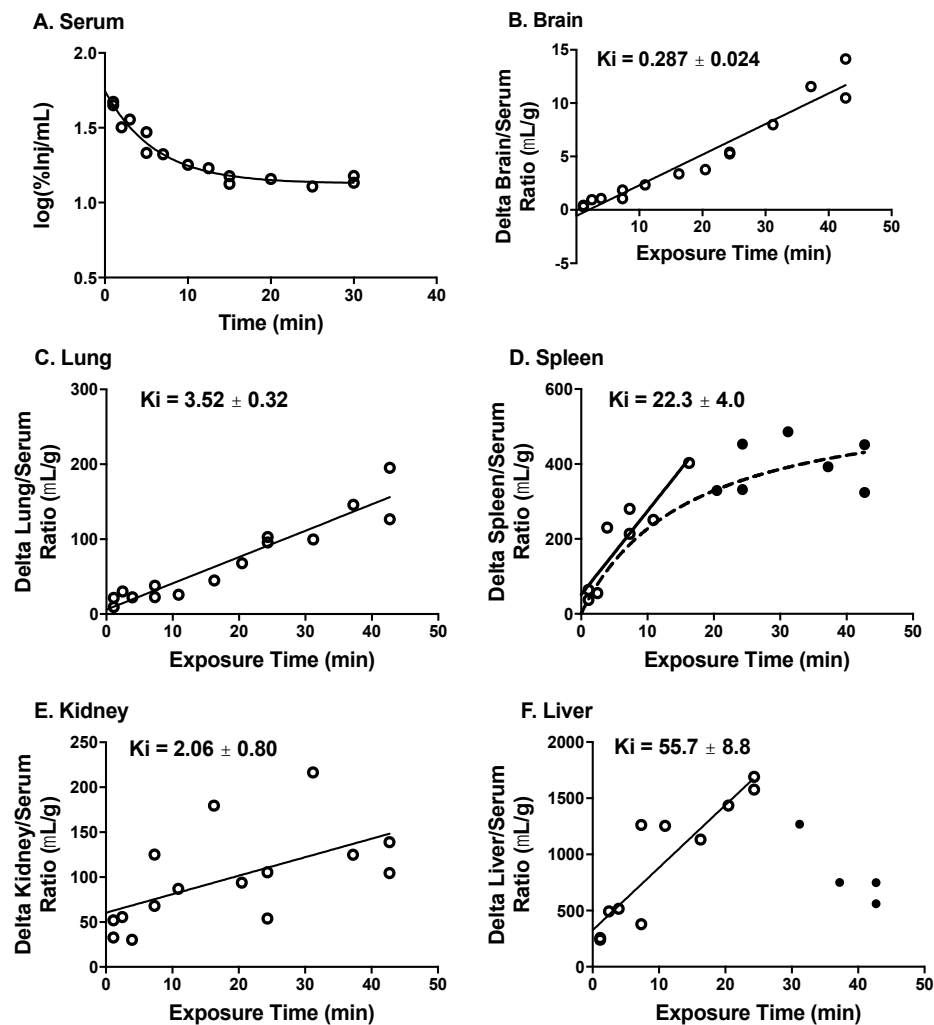 A. Serum
2.0
1.5
1.0
0.5
0 10 20 30 40
log(%Inj/mL)
Time (min)
B. Brain
Ki = 0.287 ± 0.024
15
10
5
0
-5
10 20 30 40 50
Delta Brain/Serum
Ratio (mL/g)
Exposure Time (min)
C. Lung
Ki = 3.52 ± 0.32
300
200
100
0
0 10 20 30 40 50
Delta Lung/Serum
Ratio (mL/g)
Exposure Time (min)
D. Spleen
Ki = 22.3 ± 4.0
600
400
200
0
0 10 20 30 40 50
Delta Spleen/Serum
Ratio (mL/g)
Exposure Time (min)
E. Kidney
Ki = 2.06 ± 0.80
250
200
150
100
50
0
0 10 20 30 40 50
Delta Kidney/Serum
Ratio (mL/g)
Exposure Time (min)
F. Liver
Ki = 55.7 ± 8.8
2000
1500
1000
500
0
0 10 20 30 40 50
Delta Liver/Serum
Ratio (mL/g)
Exposure Time (min)